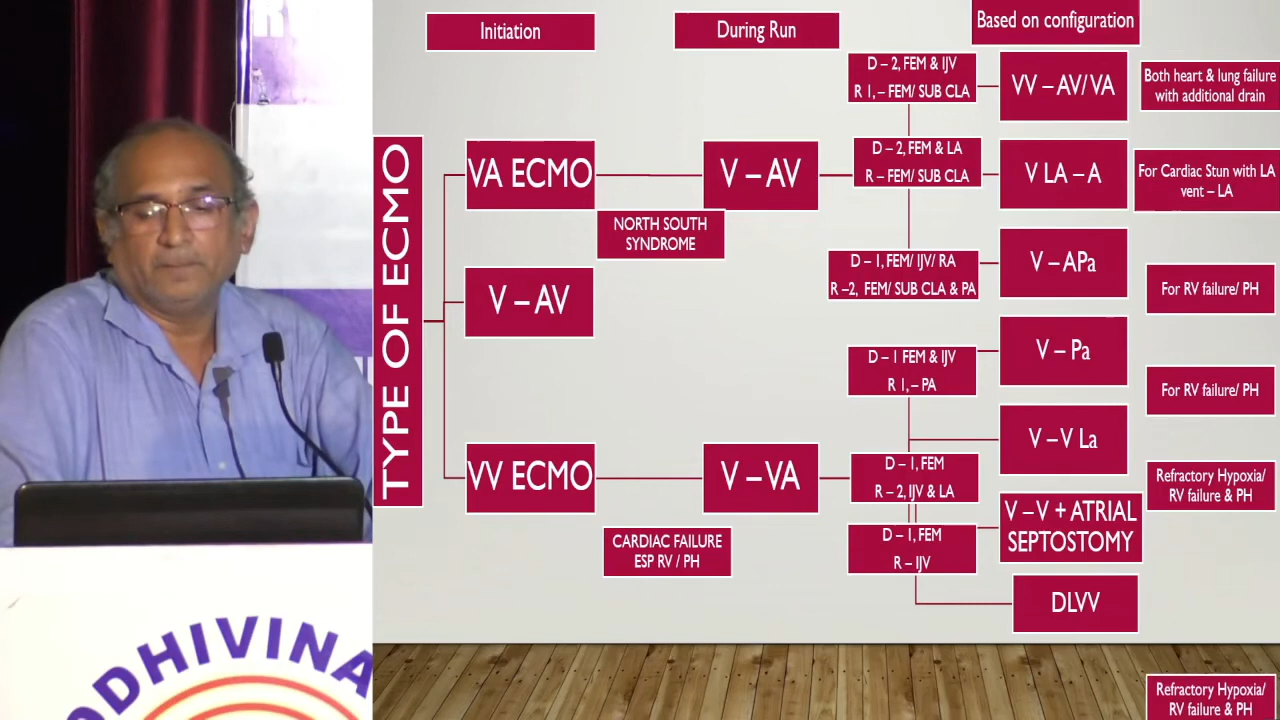 Initiation
During Run
Based on configuration
TYPE OF ECMO
VA ECMO
V – AV
NORTH SOUTH
SYNDROME
V – AV
VV ECMO
V – VA
CARDIAC FAILURE
ESP RV / PH
D – 2, FEM & IJV
R 1, – FEM/ SUB CLA
VV – AV/ VA
Both heart & lung failure
with additional drain
D – 2, FEM & LA
R – FEM/ SUB CLA
V LA – A
For Cardiac Stun with LA
vent – LA
D – 1, FEM/ IJV/ RA
R –2, FEM/ SUB CLA & PA
V – APa
For RV failure/ PH
D – 1 FEM & IJV
R 1, – PA
V – Pa
For RV failure/ PH
V – V La
D – 1, FEM
R – 2, IJV & LA
Refractory Hypoxia/
RV failure & PH
V – V + ATRIAL
SEPTOSTOMY
D – 1, FEM
R – IJV
DLVV
Refractory Hypoxia/
RV failure & PH
ODHIVINA